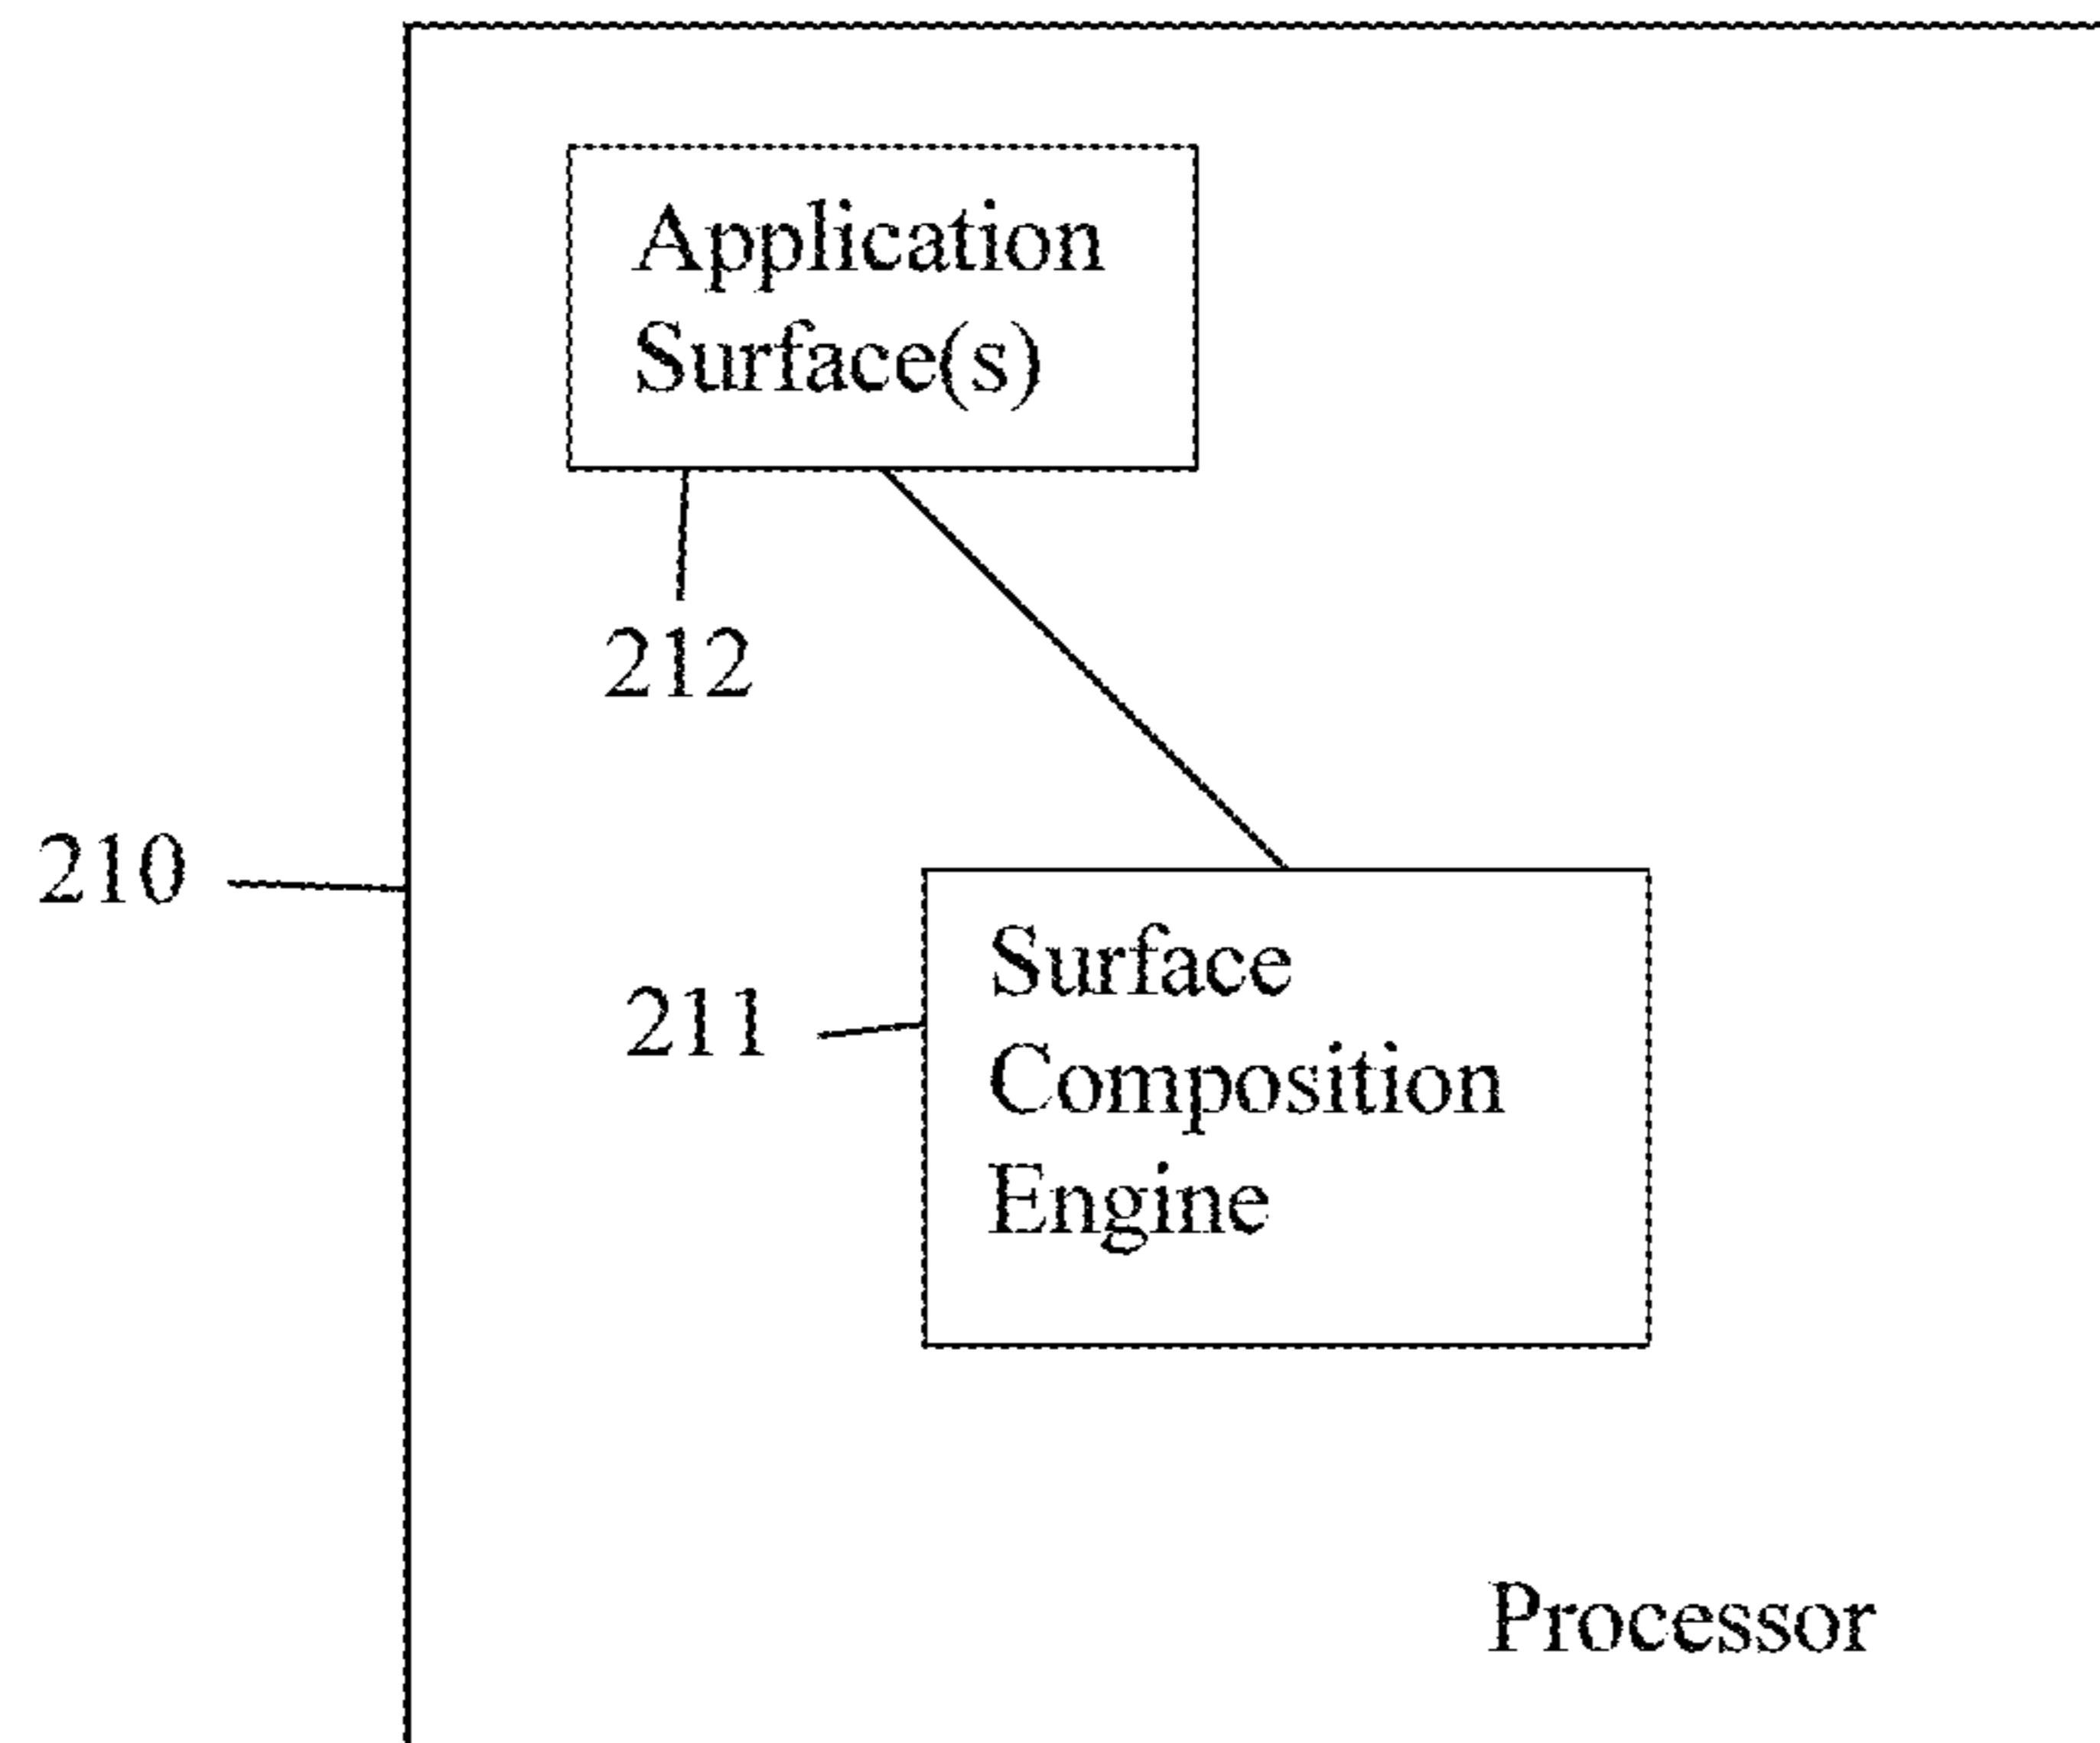 Application
Surface(s)
212
210
Surface
Composition
Engine
211
Processor